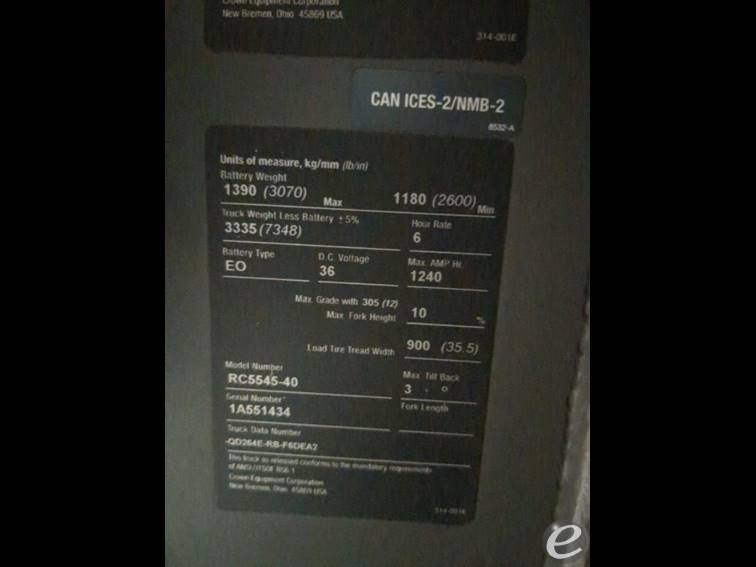 Crown Equipment Corporation
New Bremen, Ohio 45869 USA
314-001E
CAN ICES-2/NMB-2
8532-A
Units of measure, kg/mm (lb/in)
Battery Weight
1390 (3070) Max 1180 (2600) Min
Truck Weight Less Battery ±5% Hour Rate
3335 (7348) 6
Battery Type D.C. Voltage Max. AMP Hr.
EO 36 1240
Max. Grade with 305 (12)
Max. Fork Height 10 %
Load Tire Tread Width 900 (35.5)
Model Number Max Tilt Back
RC5545-40 3 °
Serial Number Fork Length
1A551434
Truck Data Number
-QD264E-RB-F6DEA2
This truck as released conforms to the mandatory requirements
of ANSI/ITSDF B56.1
Crown Equipment Corporation
New Bremen, Ohio 45869 USA
314-001E
e